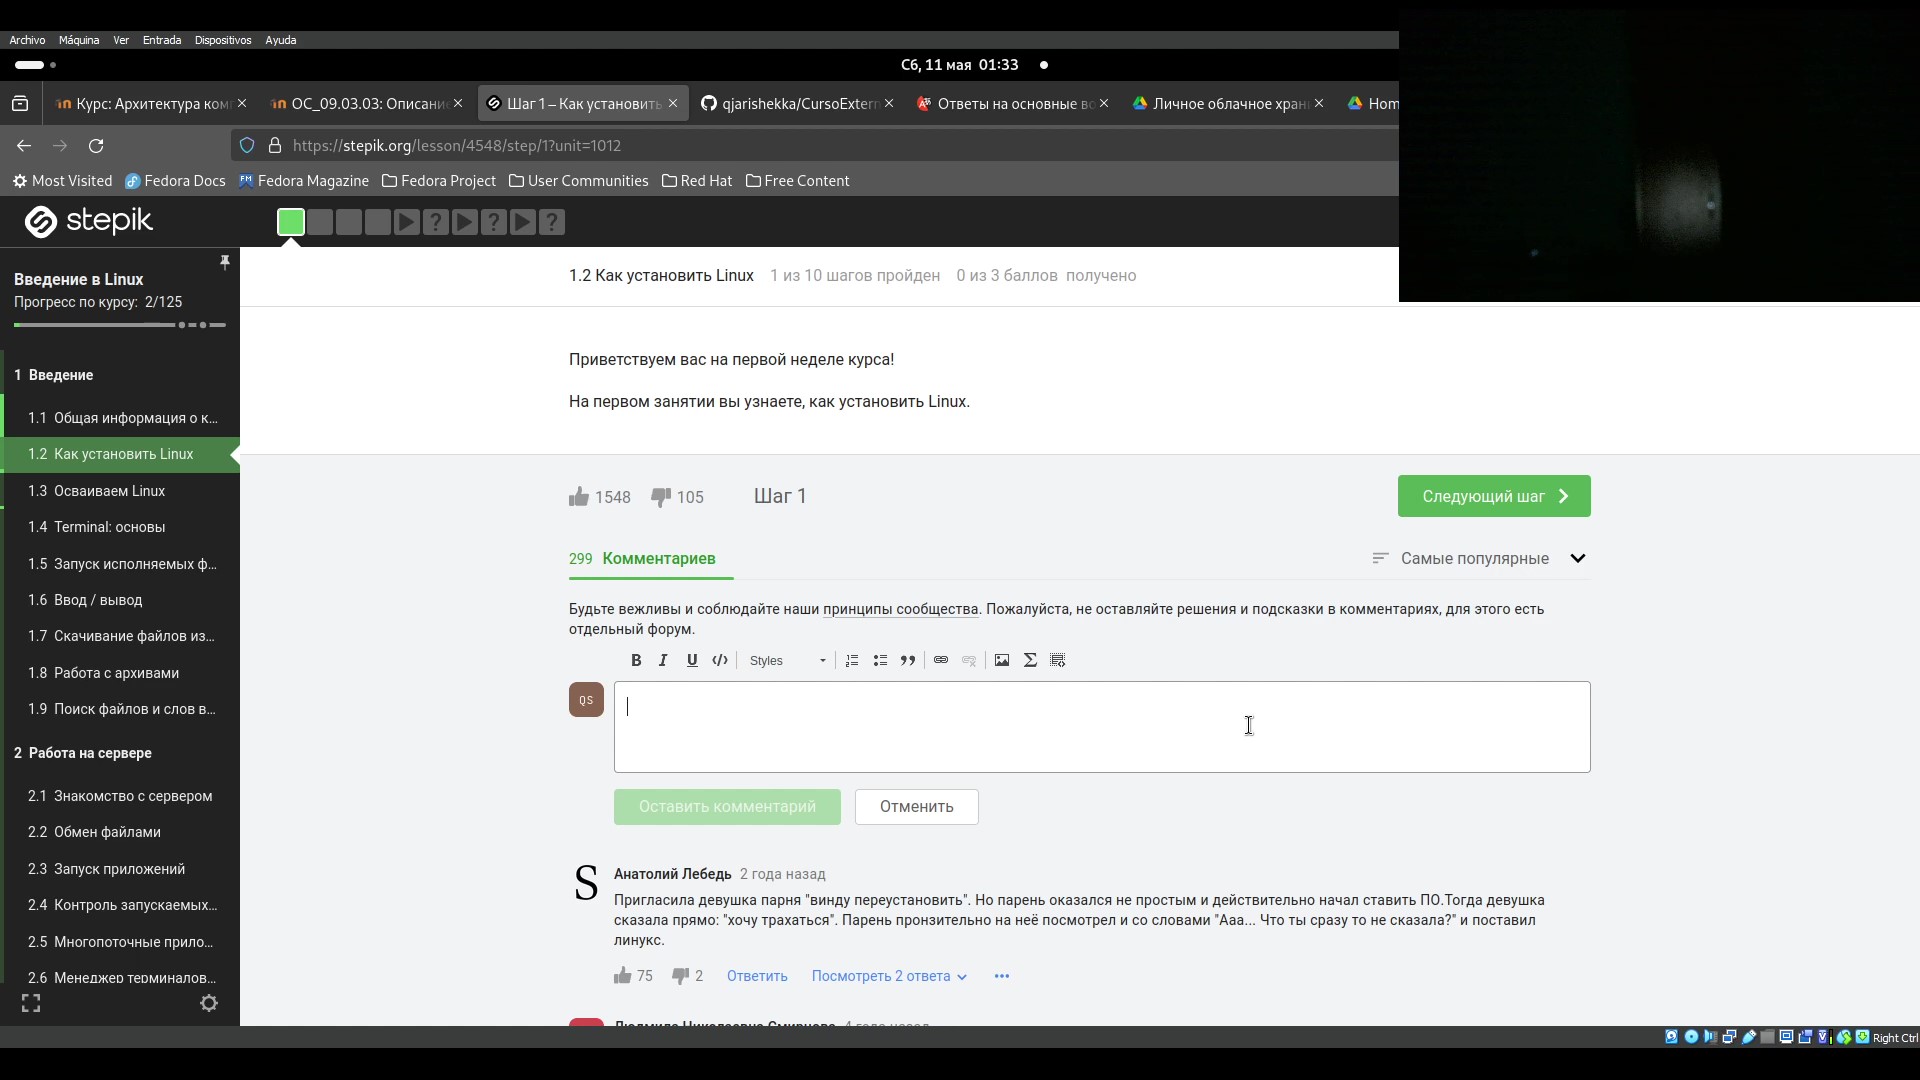 Archivo Máquina Ver Entrada Dispositivos Ayuda
Сб, 11 мая 01:33
Курс: Архитектура ком
ОС_09.03.03: Описани
Шаг 1 – Как установить
qjarishekka/CursoExtern
Ответы на основные во
Личное облачное хран
Hom
https://stepik.org/lesson/4548/step/1?unit=1012
Most Visited Fedora Docs Fedora Magazine Fedora Project User Communities Red Hat Free Content
stepik
? ? ?
Введение в Linux
Прогресс по курсу: 2/125
1 Введение
1.1 Общая информация о к...
1.2 Как установить Linux
1.3 Осваиваем Linux
1.4 Terminal: основы
1.5 Запуск исполняемых ф...
1.6 Ввод / вывод
1.7 Скачивание файлов из...
1.8 Работа с архивами
1.9 Поиск файлов и слов в...
2 Работа на сервере
2.1 Знакомство с сервером
2.2 Обмен файлами
2.3 Запуск приложений
2.4 Контроль запускаемых...
2.5 Многопоточные прило...
2.6 Менеджер терминалов...
1.2 Как установить Linux 1 из 10 шагов пройден 0 из 3 баллов получено
Приветствуем вас на первой неделе курса!
На первом занятии вы узнаете, как установить Linux.
1548 105 Шаг 1 Следующий шаг
299 Комментариев Самые популярные
Будьте вежливы и соблюдайте наши принципы сообщества. Пожалуйста, не оставляйте решения и подсказки в комментариях, для этого есть
отдельный форум.
B I U </> Styles
QS
Оставить комментарий Отменить
S
Анатолий Лебедь 2 года назад
Пригласила девушка парня "винду переустановить". Но парень оказался не простым и действительно начал ставить ПО.Тогда девушка
сказала прямо: "хочу трахаться". Парень пронзительно на неё посмотрел и со словами "Ааа... Что ты сразу то не сказала?" и поставил
линукс.
75 2 Ответить Посмотреть 2 ответа
Людмила Николаевна Смирнова 4 года назад
Right Ctrl